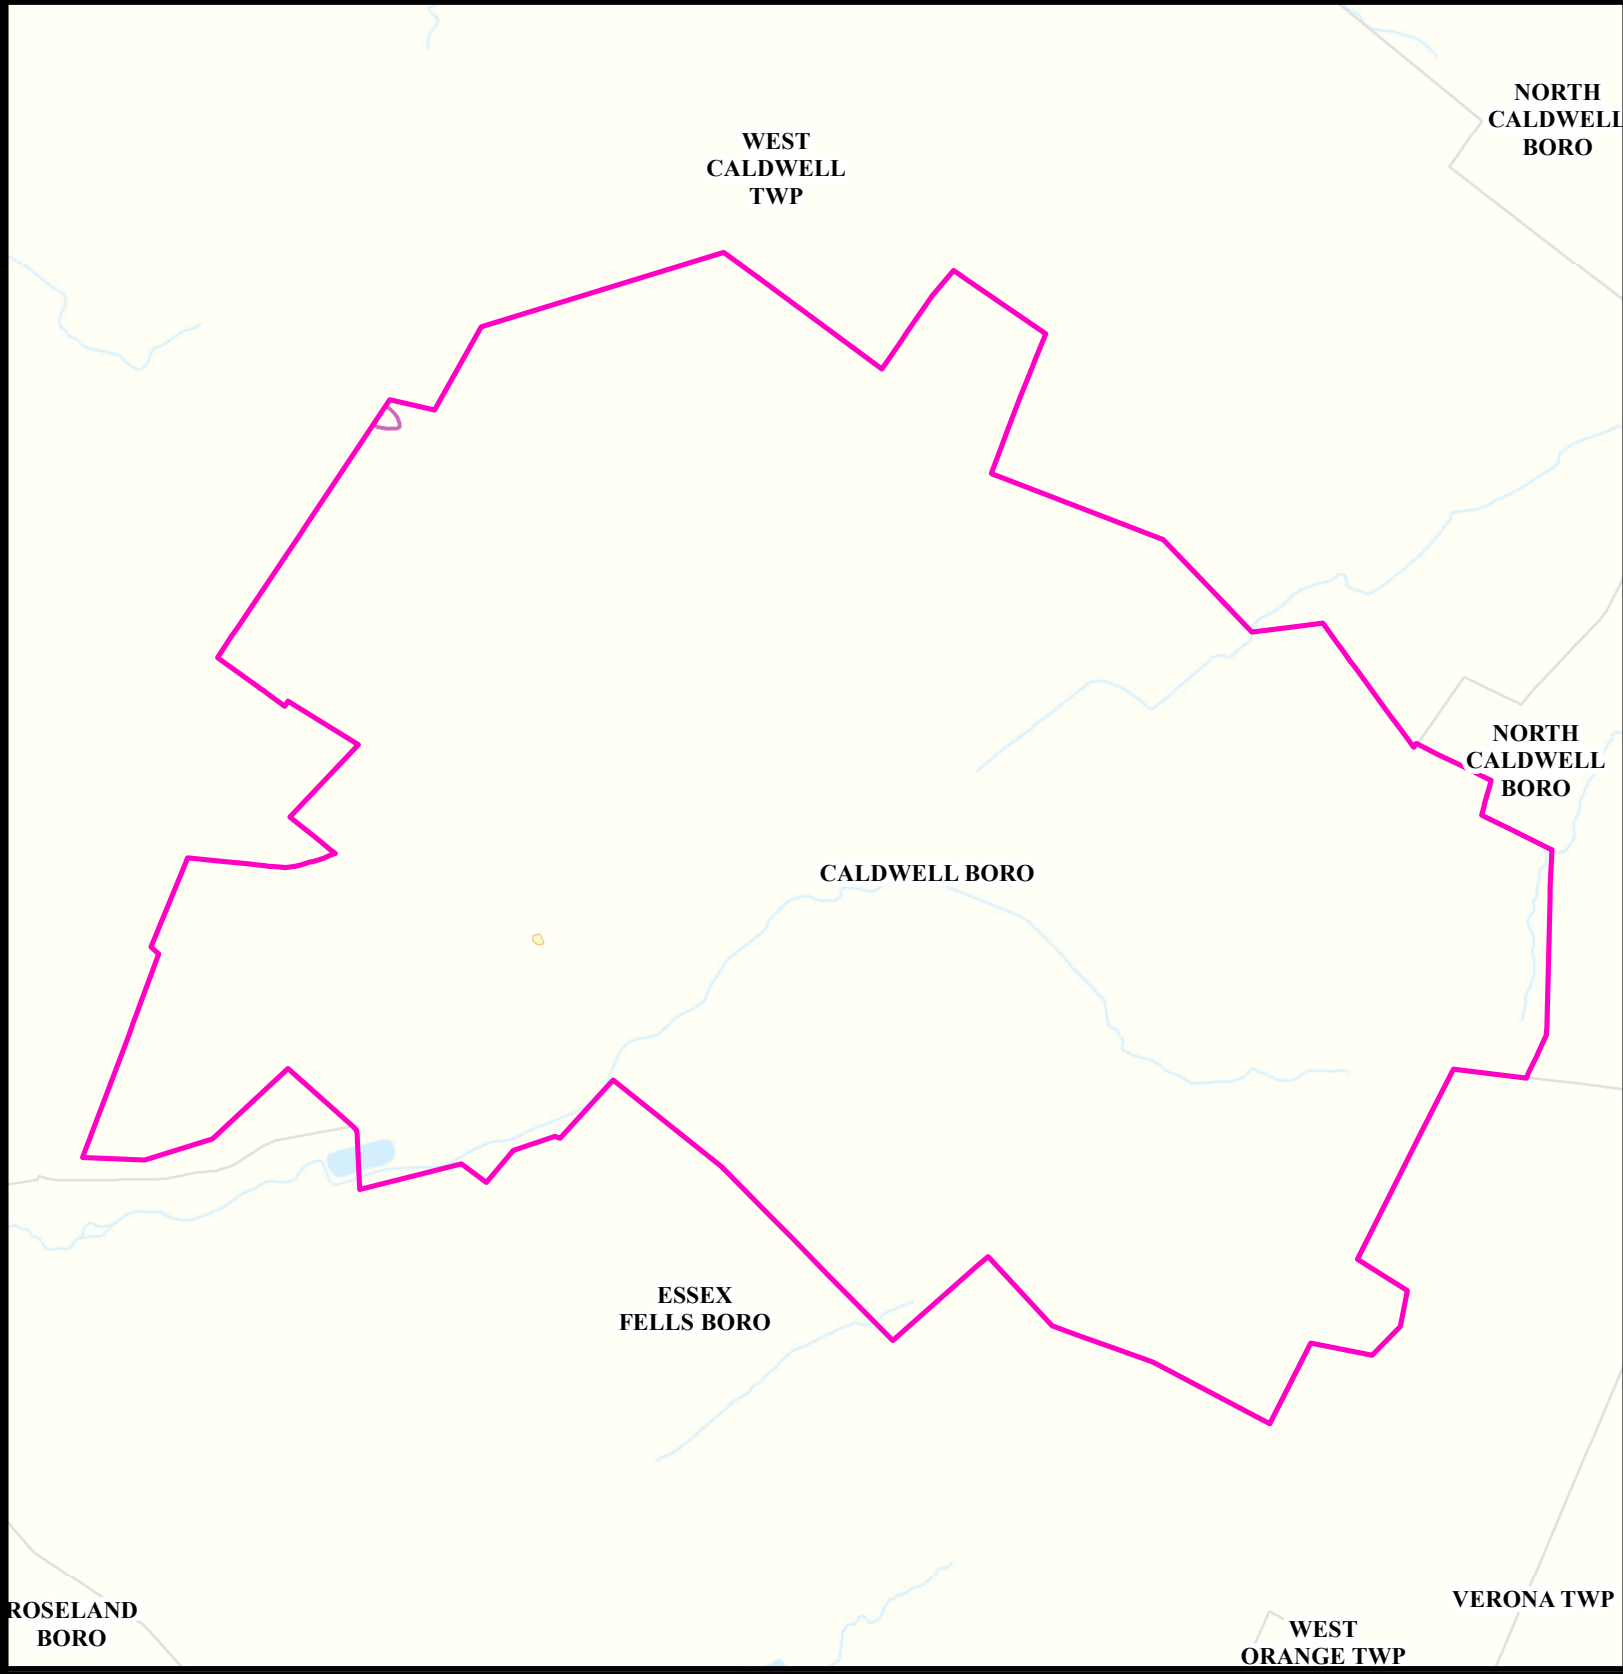 NORTH
CALDWELL
BORO
WEST
CALDWELL
TWP
NORTH
CALDWELL
BORO
CALDWELL BORO
ESSEX
FELLS BORO
VERONA TWP
ROSELAND
BORO
WEST
ORANGE TWP